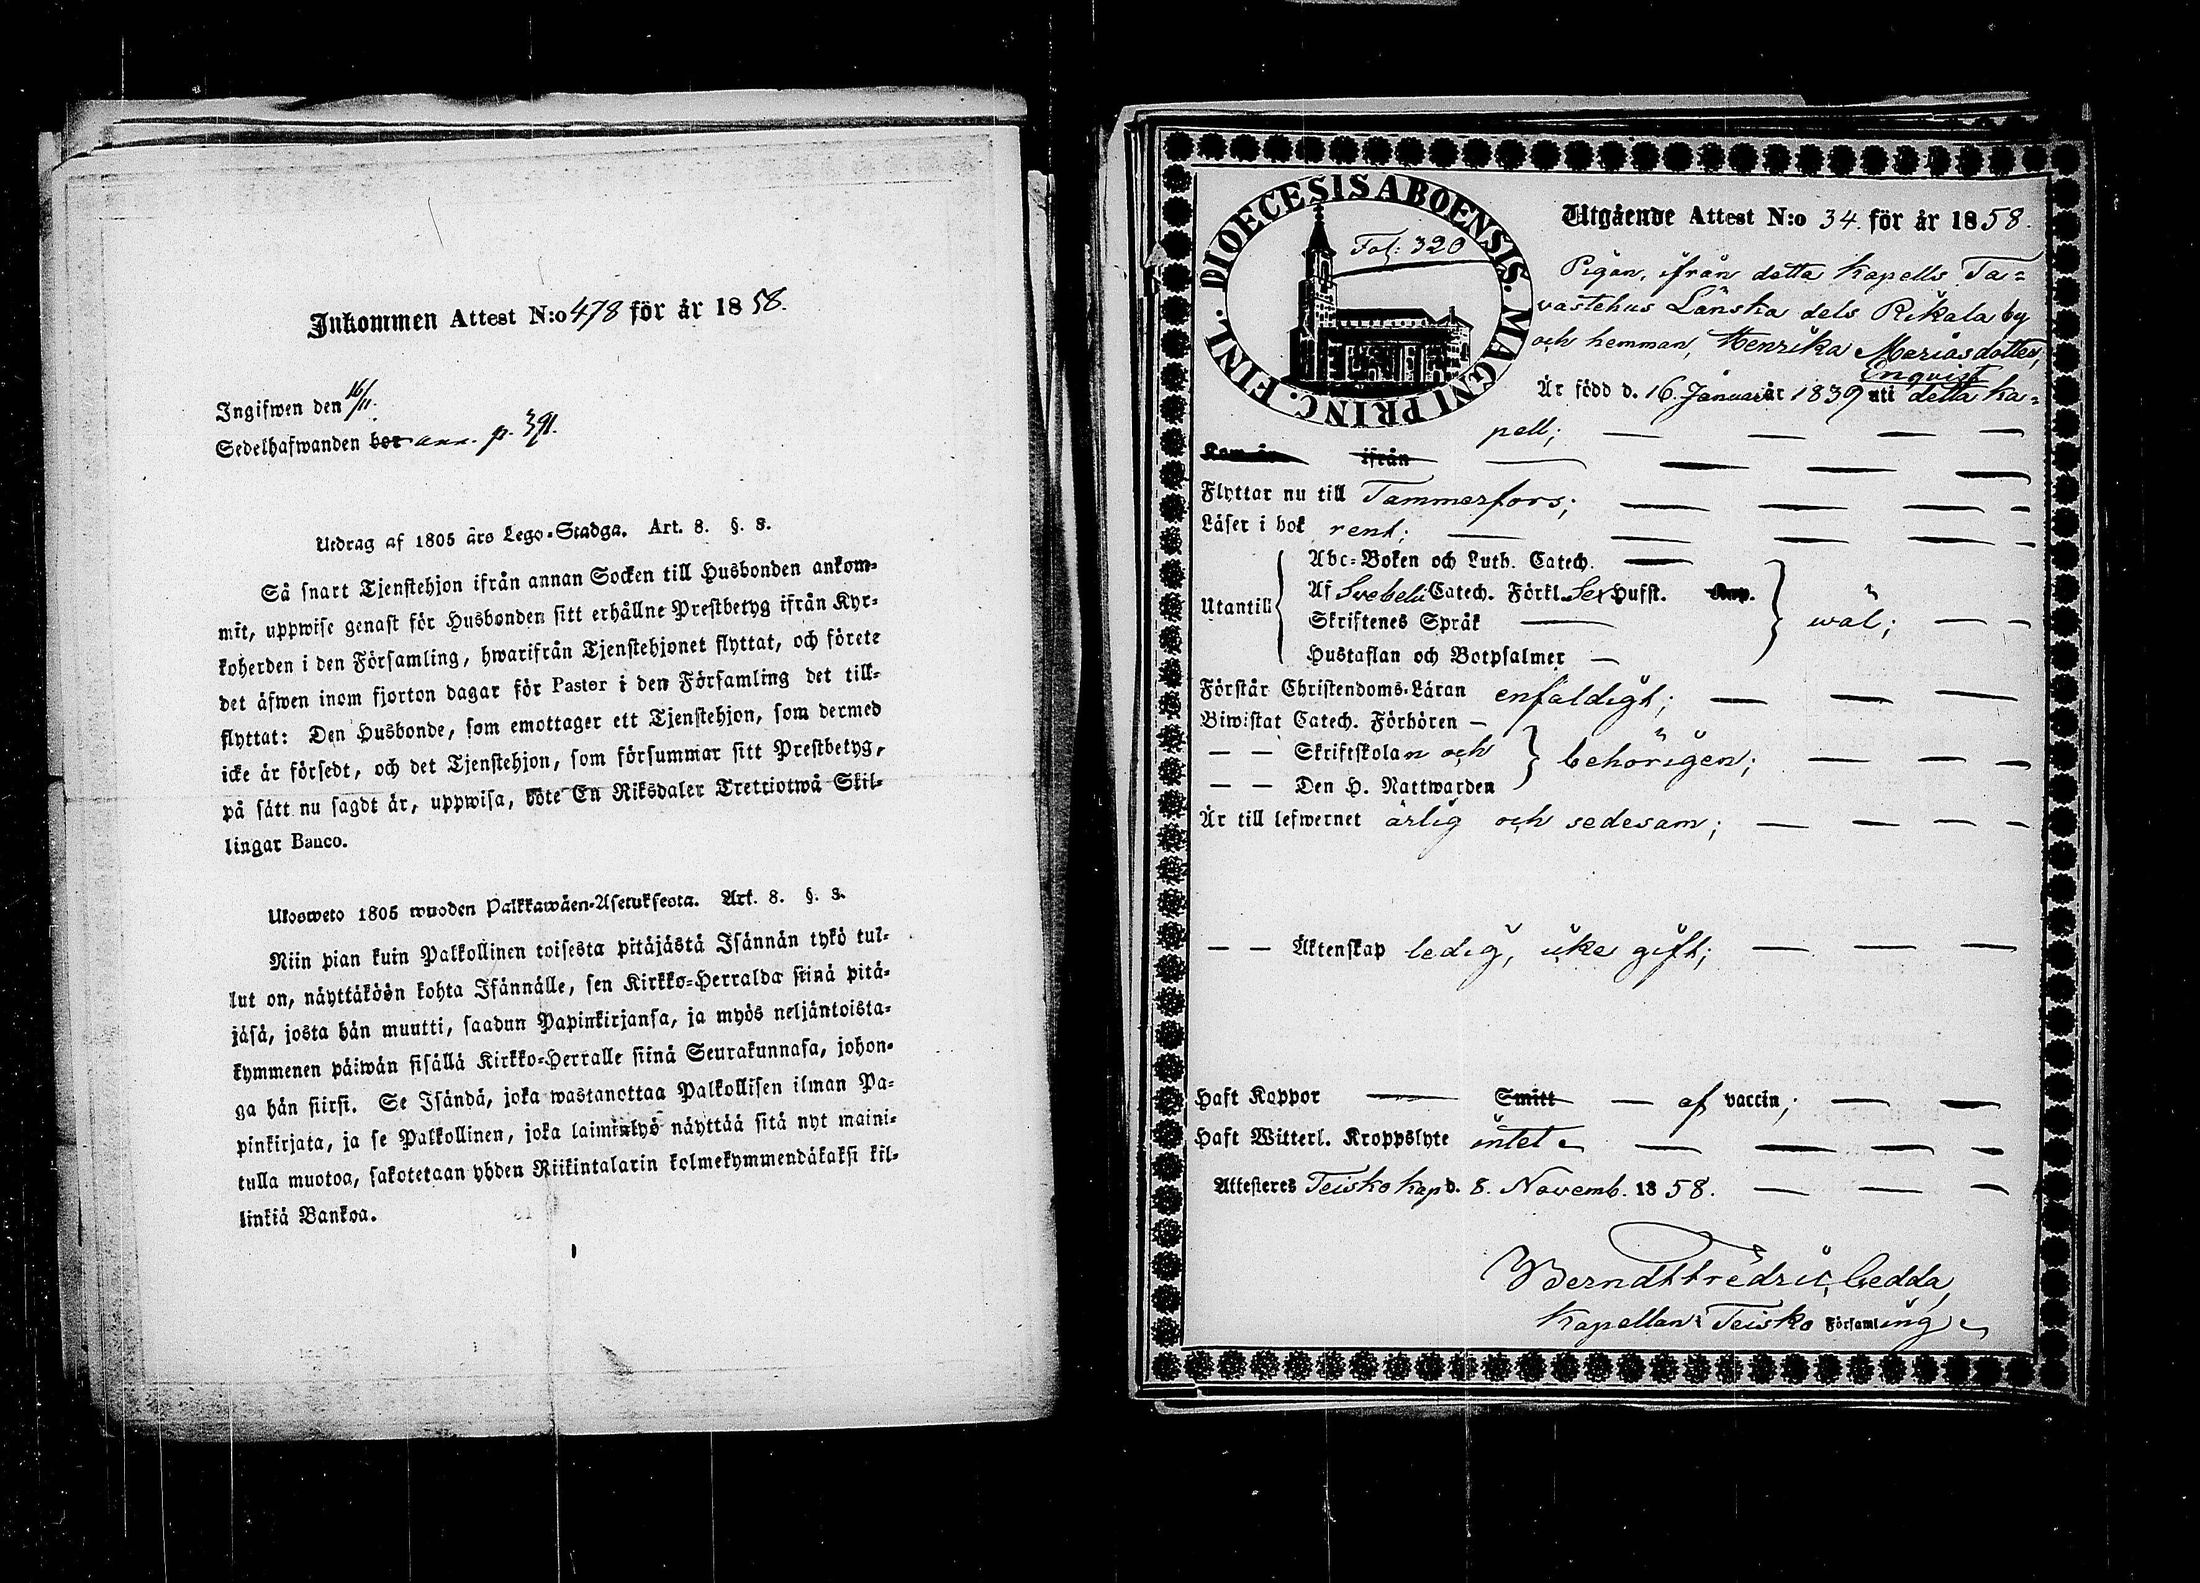 Inkommen Attest N:o 478 för år 1858.
Ingifwen den 16/11.
Sedelhafwanden bor ann. p. 391.
Utdrag af 1805 års Lego-Stadga. Art. 8. §. 8.
Så snart Tjenstehjon ifrån annan Socken till Husbonden ankom-
mit, uppwise genast för Husbonden sitt erhållne Prestbetyg ifrån Kyr-
koherden i den Församling, hwarifrån Tjenstehjonet flyttat, och förete
det äfwen inom fjorton dagar för Pastor i den Församling det till-
flyttat: Den Husbonde, som emottager ett Tjenstehjon, som dermed
icke är försedt, och det Tjenstehjon, som försummar sitt Prestbetyg,
på sätt nu sagdt är, uppwisa, böte En Riksdaler Trettiotwå Skil-
lingar Banco.
Ulosweto 1805 wuoden Palkkawäen-Asetuksesta. Art. 8. §. 8.
Niin pian kuin Palkollinen toisesta pitäjästä Isännän tykö tul-
lut on, näyttäköön kohta Isännälle, sen Kirkko-Herralda siinä pitä-
jäsä, josta hän muutti, saadun Papinkirjansa, ja myös neljäntoista-
kymmenen päiwän sisällä Kirkko-Herralle siinä Seurakunnasa, johon-
ga hän siirsi. Se Isändä, joka wastanottaa Palkollisen ilman Pa-
pinkirjata, ja se Palkollinen, joka laiminlyö näyttää sitä nyt maini-
tulla muotoa, sakotetaan yhden Riikintalarin kolmekymmendäkaksi kil-
linkiä Bankoa.
DIOECESIS ABOENSIS. MAGNI PRINC. FINL.
Fol: 320
Utgående Attest N:o 34. för år 1858.
Pigan, ifrån detta Kapells Ta=
vastehus Länska dels Rikala by
och hemman, Henrika Mariasdotter,
Enqvist
Är född d. 16. Januari år 1839 uti detta Ka=
pell;
Kom år ifrån
Flyttar nu till Tammerfors;
Läser i bok rent;
Abc-Boken och Luth. Catech.
Utantill Af Svebelii Catech. Förkl. Sex Hufst. wäl;
Skriftenes Språk
Hustaflan och Botpsalmer
Förstår Christendoms-Läran enfaldigt;
Biwistat Catech. Förhören
— — Skriftskolan och behörigen;
— — Den H. Nattwarden
Är till lefwernet ärlig och sedesam;
— — Äktenskap ledig, icke gift;
Haft Koppor Smitt af vaccin;
Haft Witterl. Kroppslyte intet
Attesteres Teisko kap d. 8. Novemb. 1858.
Berndt Fredric Gedda,
Kapellan i Teisko Församling